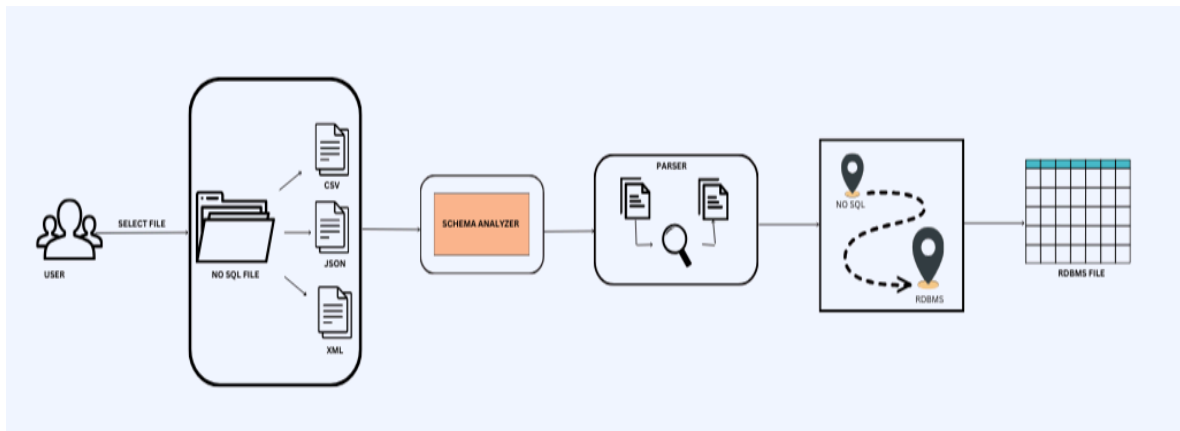 USER
SELECT FILE
NO SQL FILE
CSV
JSON
XML
SCHEMA ANALYZER
PARSER
NO SQL
RDBMS
RDBMS FILE